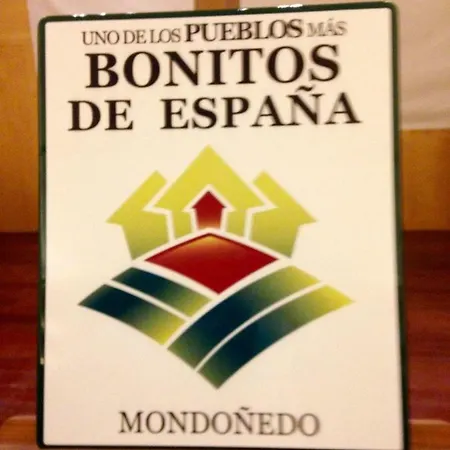 UNO DE LOS PUEBLOS MÁS
BONITOS
DE ESPAÑA
MONDOÑEDO